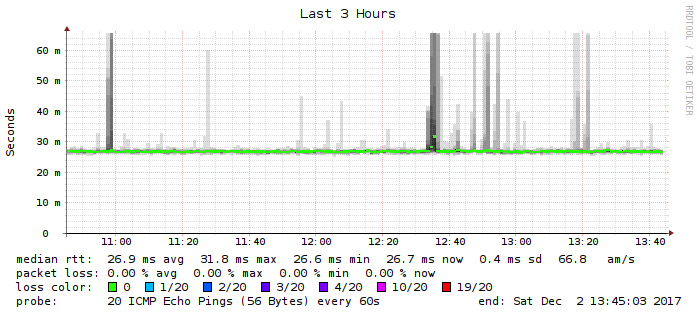 Last 3 Hours
RRDTOOL / TOBI OETIKER
Seconds
60 m
50 m
40 m
30 m
20 m
10 m
0
11:00 11:20 11:40 12:00 12:20 12:40 13:00 13:20 13:40
median rtt: 26.9 ms avg 31.8 ms max 26.6 ms min 26.7 ms now 0.4 ms sd 66.8 am/s
packet loss: 0.00 % avg 0.00 % max 0.00 % min 0.00 % now
loss color: 0 1/20 2/20 3/20 4/20 10/20 19/20
probe: 20 ICMP Echo Pings (56 Bytes) every 60s end: Sat Dec 2 13:45:03 2017